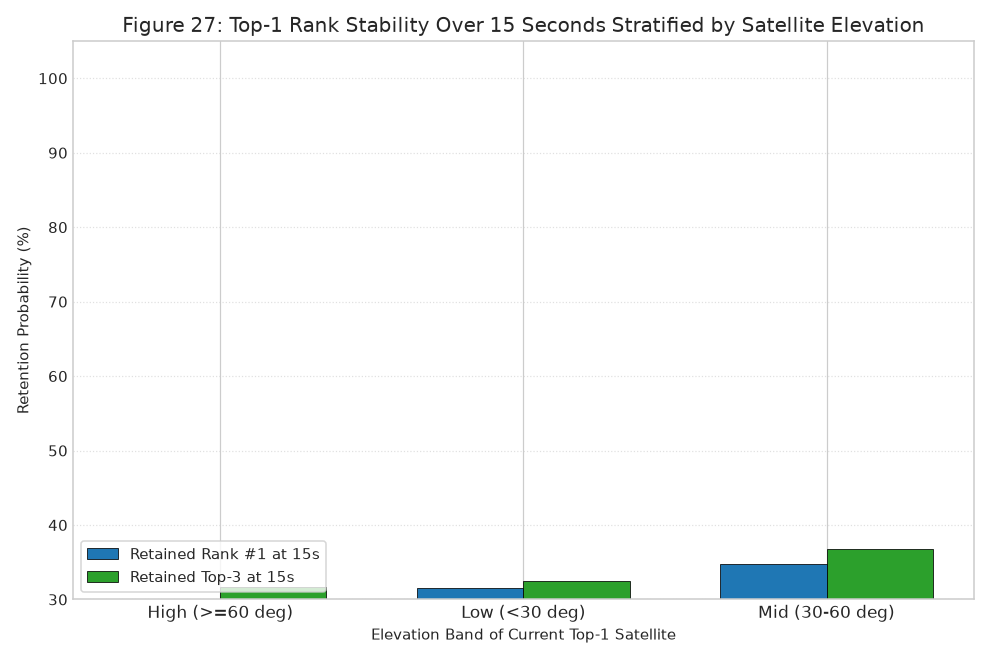 Figure 27: Top-1 Rank Stability Over 15 Seconds Stratified by Satellite Elevation
Retention Probability (%)
100
90
80
70
60
50
40
30
Retained Rank #1 at 15s
Retained Top-3 at 15s
High (>=60 deg)
Low (<30 deg)
Mid (30-60 deg)
Elevation Band of Current Top-1 Satellite